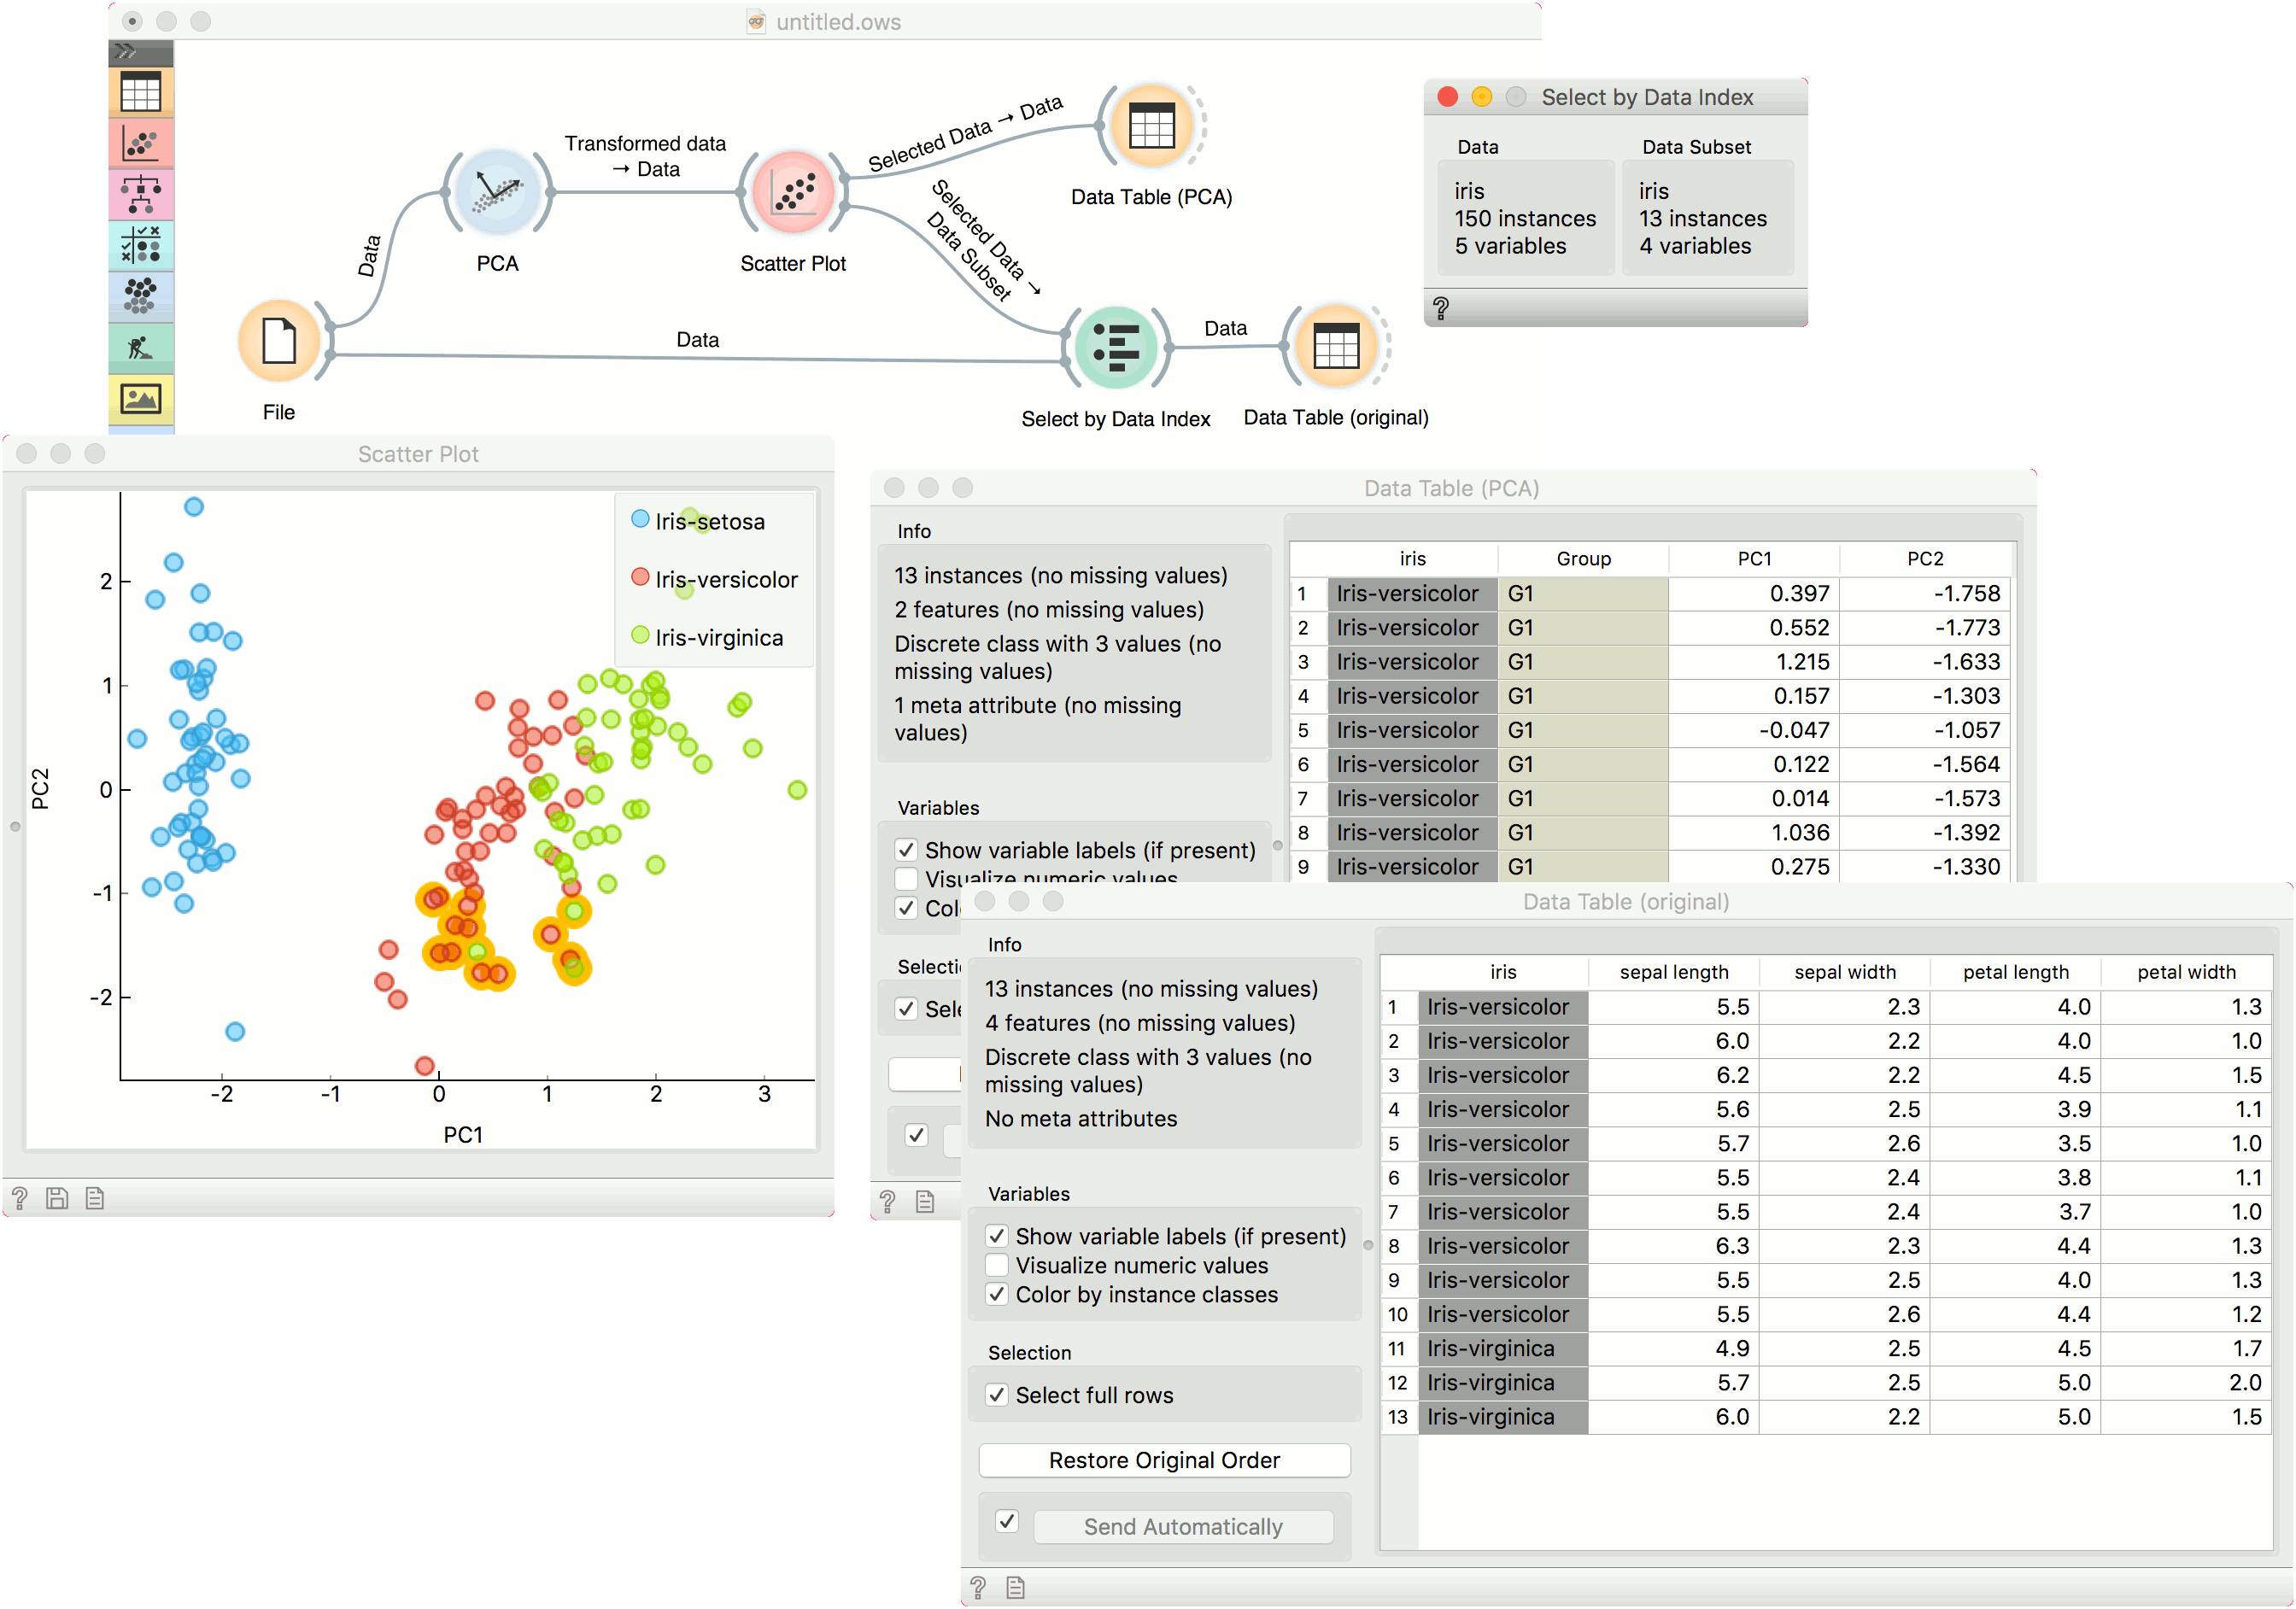 untitled.ows
Transformed data
→ Data
Selected Data → Data
Data Table (PCA)
Data
PCA
Scatter Plot
Selected Data →
Data Subset
File
Data
Select by Data Index
Data
Data Table (original)
Select by Data Index
Data
Data Subset
iris
iris
150 instances
13 instances
5 variables
4 variables
?
Scatter Plot
Iris-setosa
Iris-versicolor
Iris-virginica
2
1
0
-1
-2
PC2
-2 -1 0 1 2 3
PC1
?
Data Table (PCA)
Info
13 instances (no missing values)
2 features (no missing values)
Discrete class with 3 values (no
missing values)
1 meta attribute (no missing
values)
Variables
Show variable labels (if present)
Visualize numeric values
Col
Selecti
Sele
?
iris Group PC1 PC2
1 Iris-versicolor G1 0.397 -1.758
2 Iris-versicolor G1 0.552 -1.773
3 Iris-versicolor G1 1.215 -1.633
4 Iris-versicolor G1 0.157 -1.303
5 Iris-versicolor G1 -0.047 -1.057
6 Iris-versicolor G1 0.122 -1.564
7 Iris-versicolor G1 0.014 -1.573
8 Iris-versicolor G1 1.036 -1.392
9 Iris-versicolor G1 0.275 -1.330
Data Table (original)
Info
13 instances (no missing values)
4 features (no missing values)
Discrete class with 3 values (no
missing values)
No meta attributes
Variables
Show variable labels (if present)
Visualize numeric values
Color by instance classes
Selection
Select full rows
Restore Original Order
Send Automatically
?
iris sepal length sepal width petal length petal width
1 Iris-versicolor 5.5 2.3 4.0 1.3
2 Iris-versicolor 6.0 2.2 4.0 1.0
3 Iris-versicolor 6.2 2.2 4.5 1.5
4 Iris-versicolor 5.6 2.5 3.9 1.1
5 Iris-versicolor 5.7 2.6 3.5 1.0
6 Iris-versicolor 5.5 2.4 3.8 1.1
7 Iris-versicolor 5.5 2.4 3.7 1.0
8 Iris-versicolor 6.3 2.3 4.4 1.3
9 Iris-versicolor 5.5 2.5 4.0 1.3
10 Iris-versicolor 5.5 2.6 4.4 1.2
11 Iris-virginica 4.9 2.5 4.5 1.7
12 Iris-virginica 5.7 2.5 5.0 2.0
13 Iris-virginica 6.0 2.2 5.0 1.5